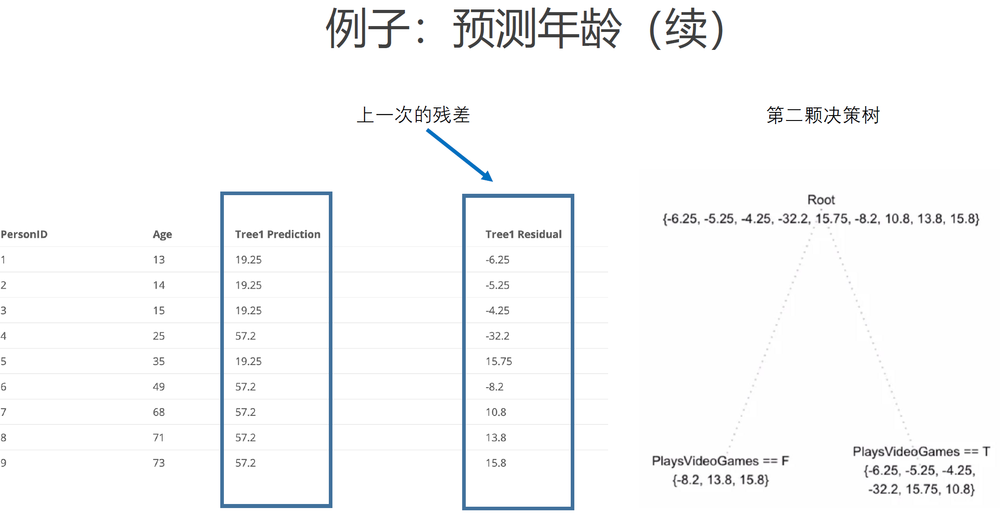 例子：预测年龄（续）
上一次的残差
第二颗决策树
PersonID Age Tree1 Prediction Tree1 Residual
1 13 19.25 -6.25
2 14 19.25 -5.25
3 15 19.25 -4.25
4 25 57.2 -32.2
5 35 19.25 15.75
6 49 57.2 -8.2
7 68 57.2 10.8
8 71 57.2 13.8
9 73 57.2 15.8
Root
{-6.25, -5.25, -4.25, -32.2, 15.75, -8.2, 10.8, 13.8, 15.8}
PlaysVideoGames == F
{-8.2, 13.8, 15.8}
PlaysVideoGames == T
{-6.25, -5.25, -4.25,
-32.2, 15.75, 10.8}